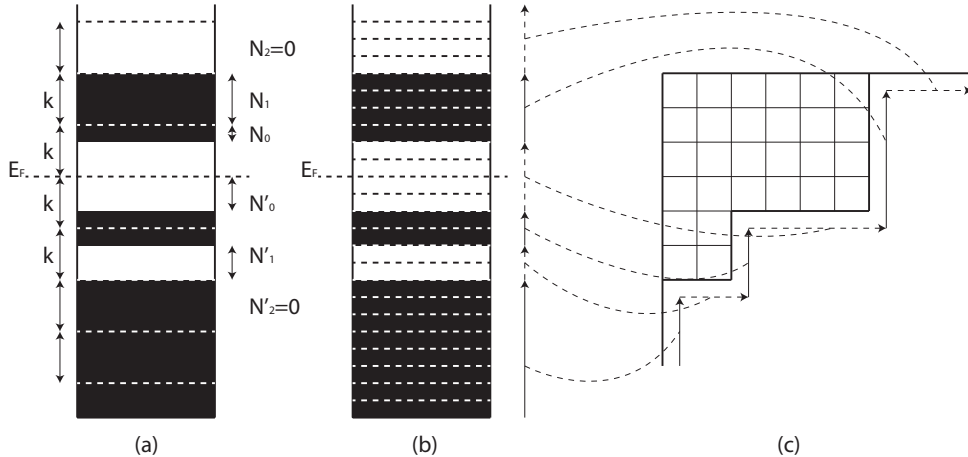 N₂=0
k
N₁
k
N₀
E_F
E_F
k
N'₀
k
N'₁
N'₂=0
(a)
(b)
(c)